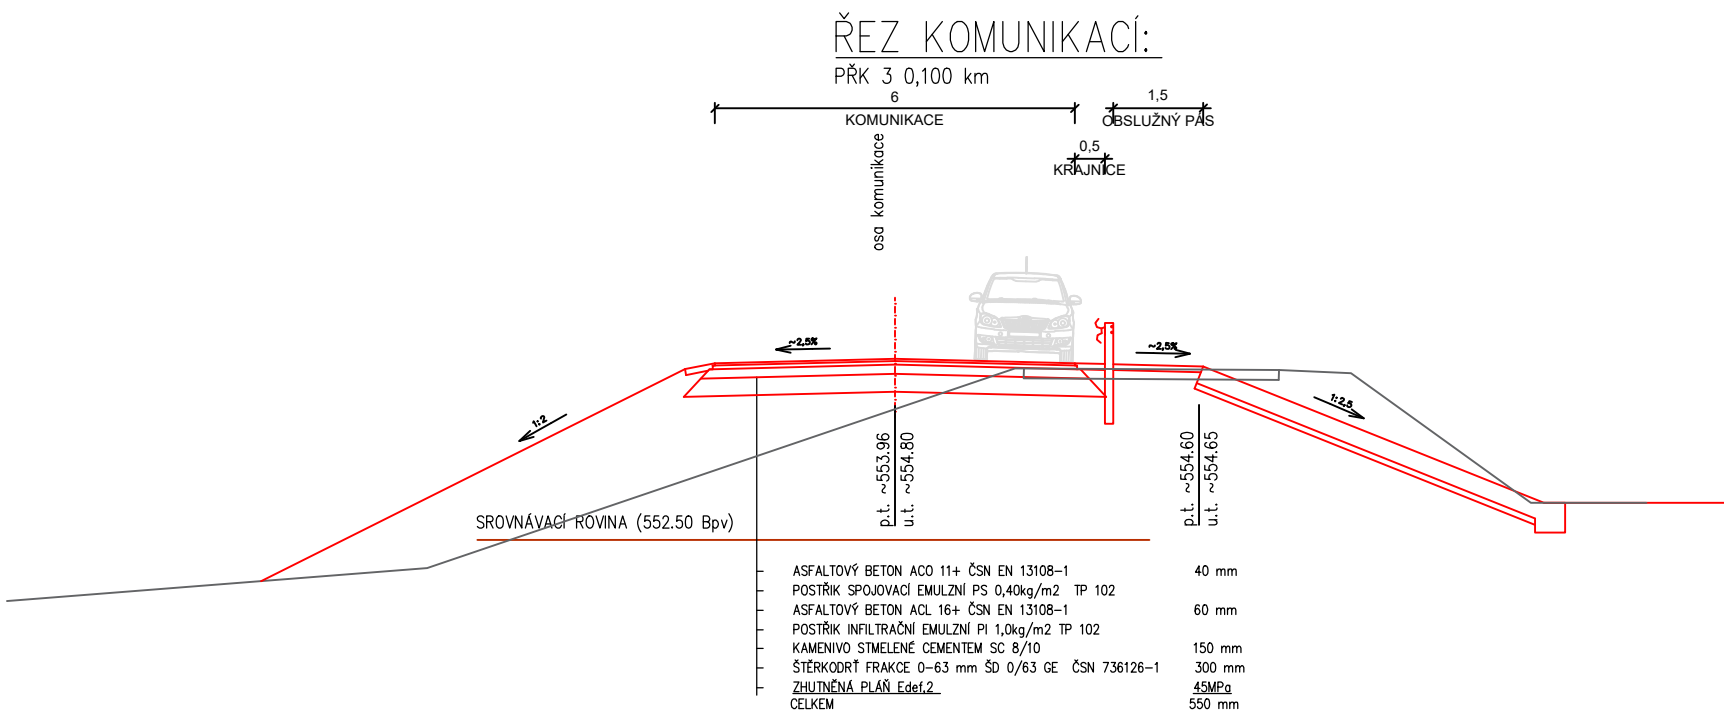 ŘEZ KOMUNIKACÍ:
PŘK 3 0,100 km
6
KOMUNIKACE
1,5
OBSLUŽNÝ PÁS
0,5
KRAJNICE
osa komunikace
~2,5%
~2,5%
1:2
1:2,5
p.t. ~553.96
u.t. ~554.80
p.t. ~554.60
u.t. ~554.65
SROVNÁVACÍ ROVINA (552.50 Bpv)
ASFALTOVÝ BETON ACO 11+ ČSN EN 13108-1 40 mm
POSTŘIK SPOJOVACÍ EMULZNÍ PS 0,40kg/m2 TP 102
ASFALTOVÝ BETON ACL 16+ ČSN EN 13108-1 60 mm
POSTŘIK INFILTRAČNÍ EMULZNÍ PI 1,0kg/m2 TP 102
KAMENIVO STMELENÉ CEMENTEM SC 8/10 150 mm
ŠTĚRKODRŤ FRAKCE 0-63 mm ŠD 0/63 GE ČSN 736126-1 300 mm
ZHUTNĚNÁ PLÁŇ Edef,2 45MPa
CELKEM 550 mm